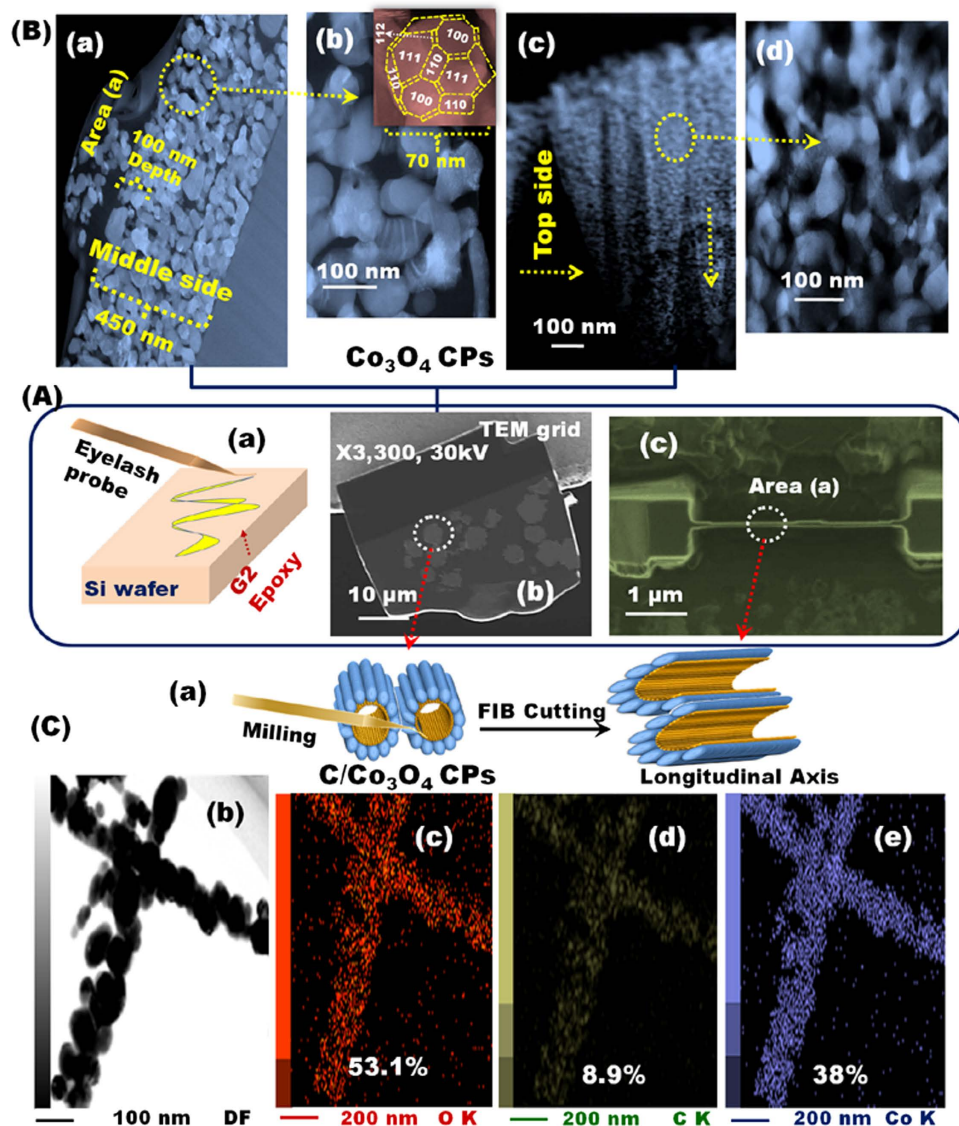 (B)
(a)
Area (a)
100 nm
Depth
Middle side
450 nm
(b)
112
100
111
110
111
110
100
110
70 nm
100 nm
(c)
Top side
100 nm
(d)
100 nm
Co₃O₄ CPs
(A)
(a)
Eyelash
probe
Si wafer
G2
Epoxy
TEM grid
X3,300, 30kV
10 µm
(b)
(c)
Area (a)
1 µm
(a)
Milling
FIB Cutting
C/Co₃O₄ CPs
Longitudinal Axis
(C)
(b)
100 nm DF
(c)
53.1%
200 nm O K
(d)
8.9%
200 nm C K
(e)
38%
200 nm Co K